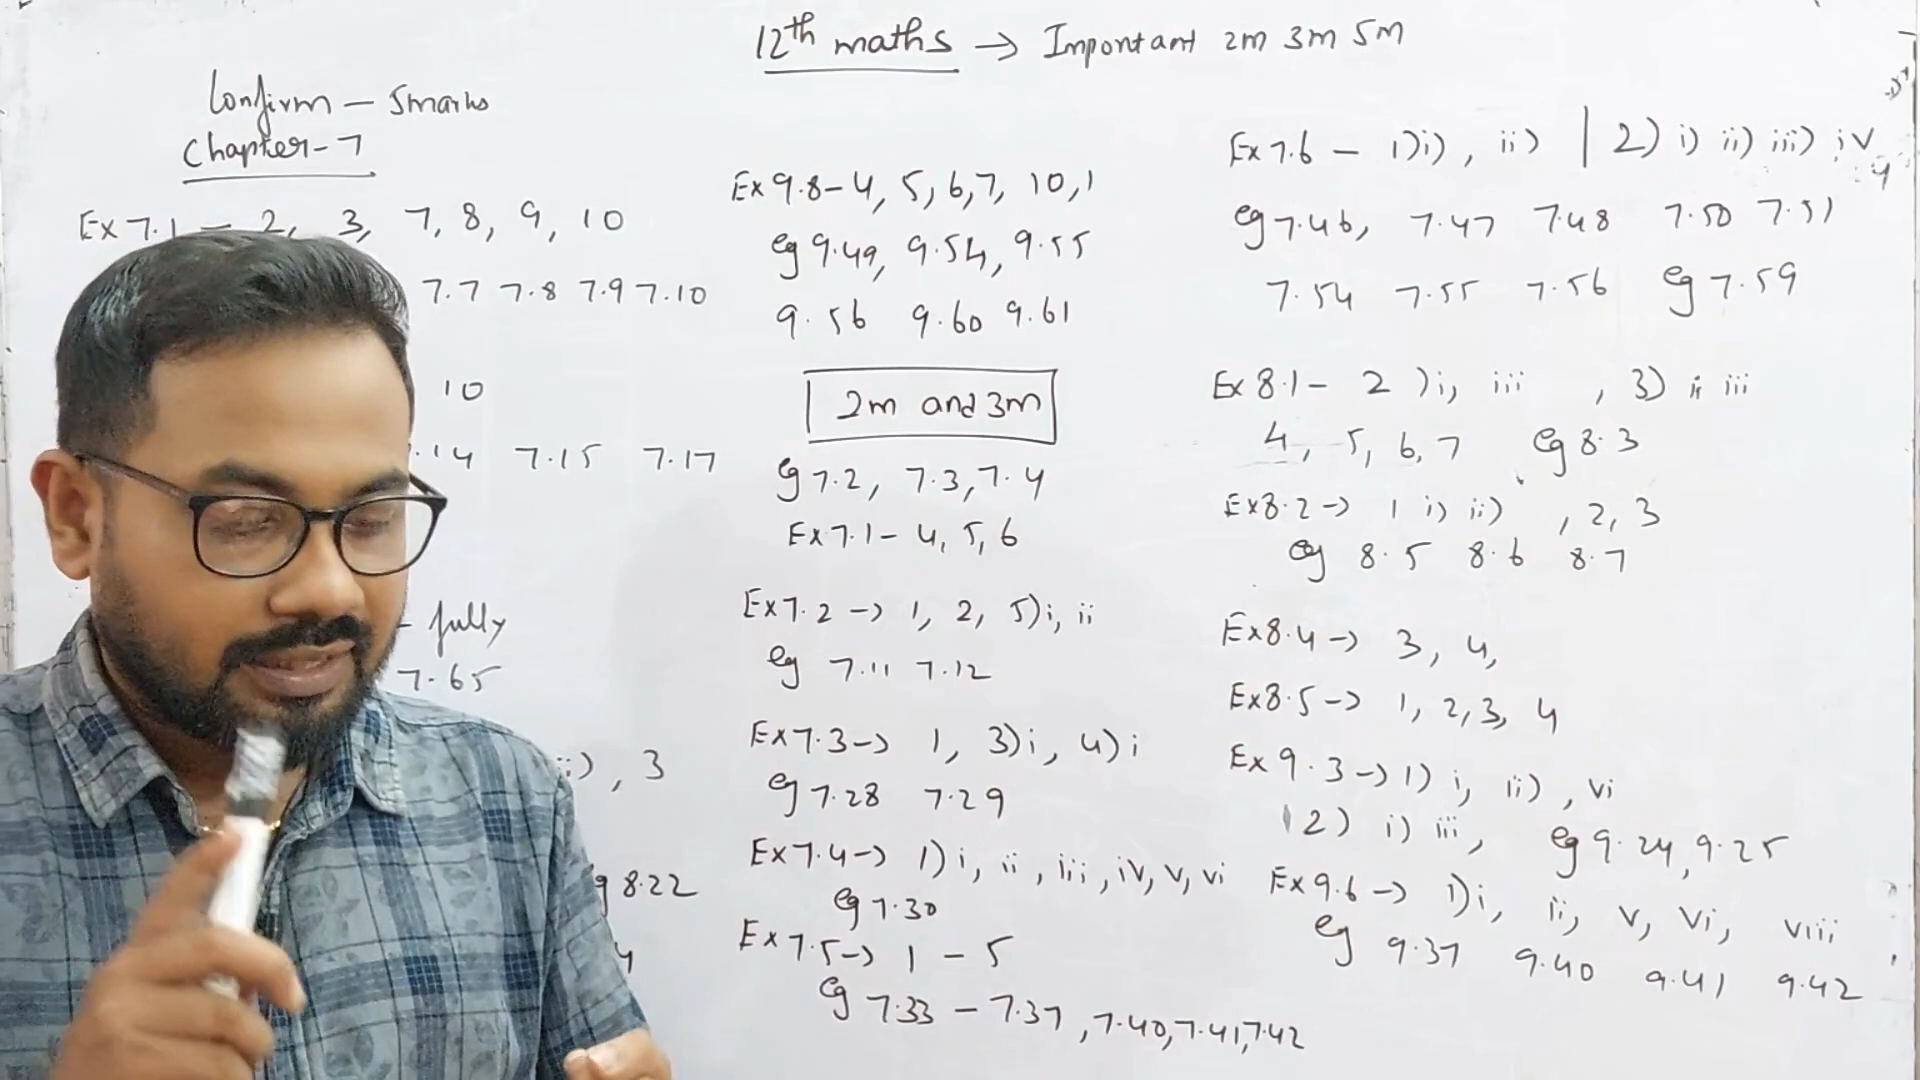 12th maths → Important 2m 3m 5m
Confirm - 5marks
Chapter-7
Ex 7.1 - 2, 3, 7, 8, 9, 10
7.7 7.8 7.9 7.10
10
.14 7.15 7.17
- fully
7.65
ii) , 3
g 8.22
4
Ex 9.8 - 4, 5, 6, 7, 10, 1
eg 9.49, 9.54, 9.55
9.56 9.60 9.61
2m and 3m
eg 7.2, 7.3, 7.4
Ex 7.1 - 4, 5, 6
Ex 7.2 → 1, 2, 5) i, ii
eg 7.11 7.12
Ex 7.3 → 1, 3) i, 4) i
eg 7.28 7.29
Ex 7.4 → 1) i, ii, iii, iv, v, vi
eg 7.30
Ex 7.5 → 1 - 5
eg 7.33 - 7.37, 7.40, 7.41, 7.42
Ex 7.6 - 1) i) , ii) | 2) i) ii) iii) iv
eg 7.46, 7.47 7.48 7.50 7.51
7.54 7.55 7.56 eg 7.59
Ex 8.1 - 2 ) i, iii , 3) ii iii
4, 5, 6, 7 eg 8.3
Ex 8.2 → 1 i) ii) , 2, 3
eg 8.5 8.6 8.7
Ex 8.4 → 3, 4,
Ex 8.5 → 1, 2, 3, 4
Ex 9.3 → 1) i, ii) , vi
2) i) iii, eg 9.24, 9.25
Ex 9.6 → 1) i, ii, v, vi, viii
eg 9.37 9.40 9.41 9.42